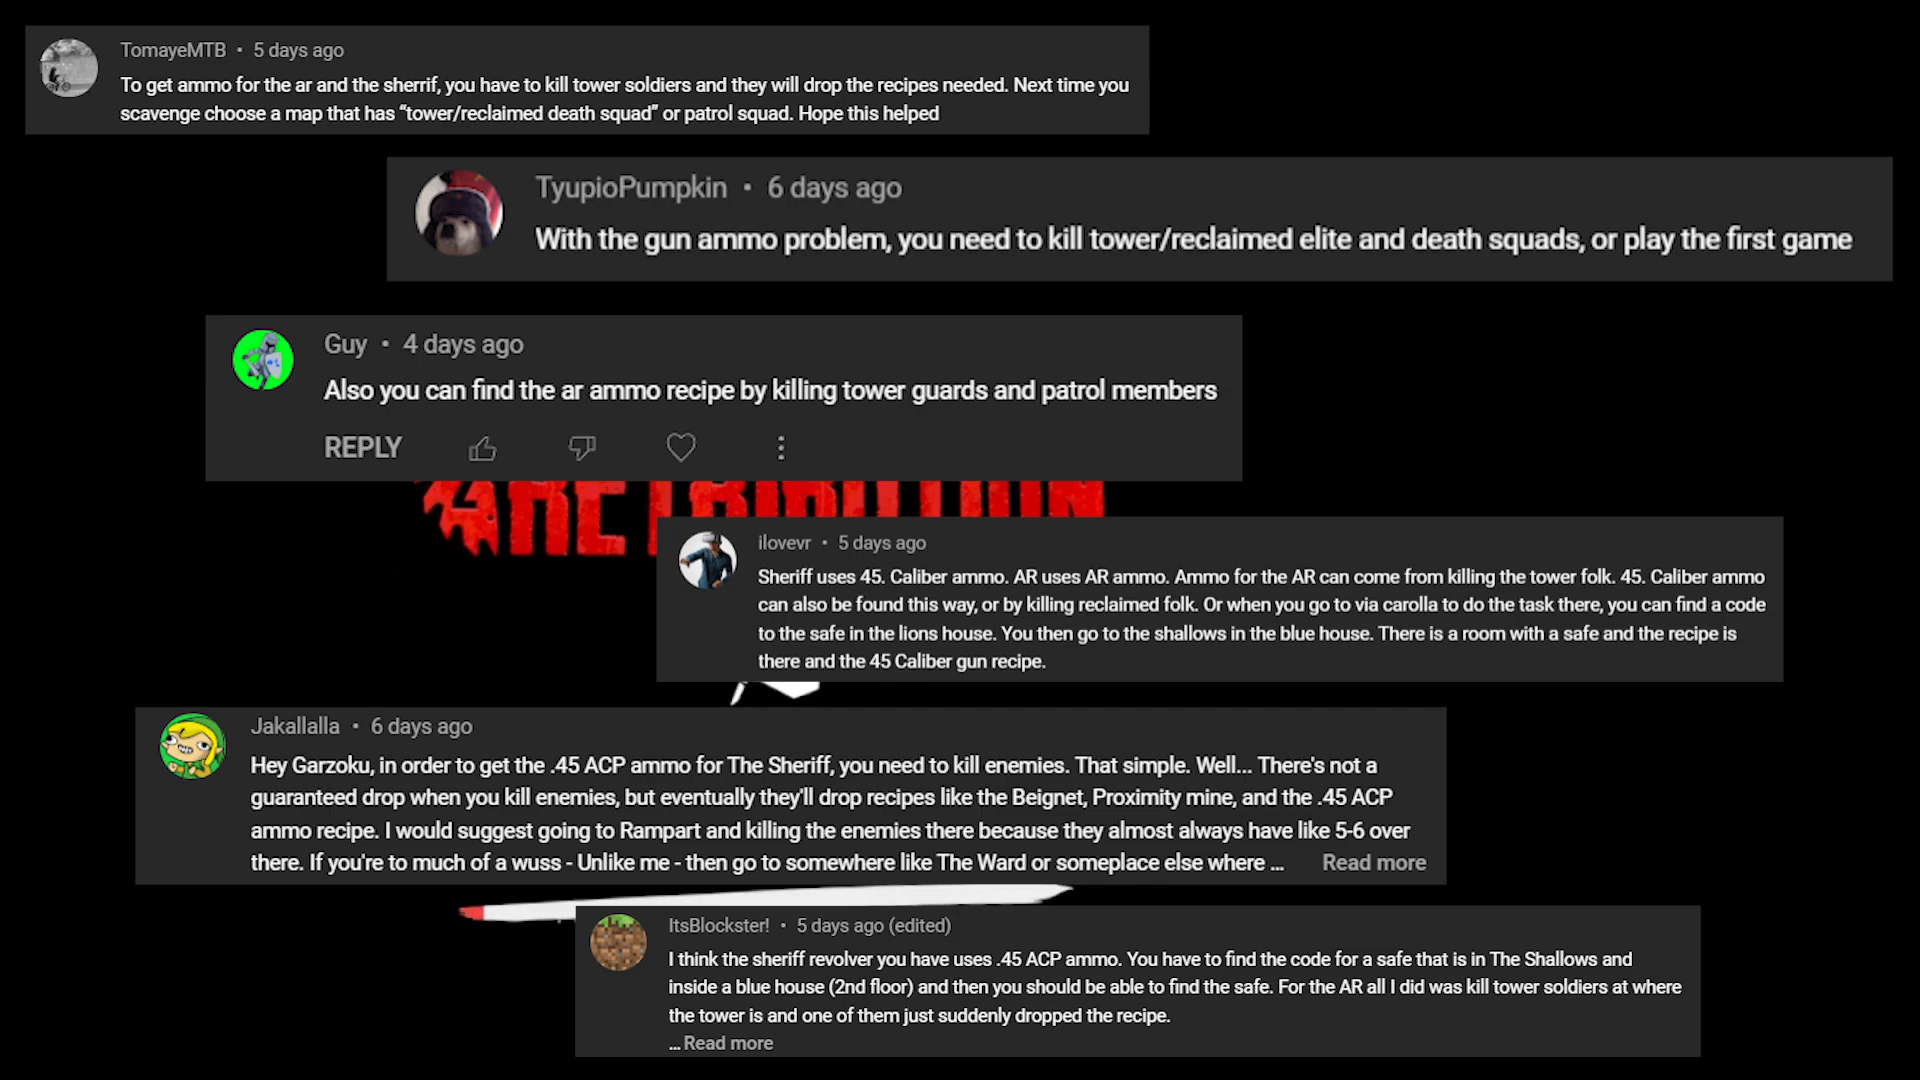 TomayeMTB • 5 days ago
To get ammo for the ar and the sherrif, you have to kill tower soldiers and they will drop the recipes needed. Next time you
scavenge choose a map that has “tower/reclaimed death squad” or patrol squad. Hope this helped
TyupioPumpkin • 6 days ago
With the gun ammo problem, you need to kill tower/reclaimed elite and death squads, or play the first game
Guy • 4 days ago
Also you can find the ar ammo recipe by killing tower guards and patrol members
REPLY
RETRIBUTION
ilovevr • 5 days ago
Sheriff uses 45. Caliber ammo. AR uses AR ammo. Ammo for the AR can come from killing the tower folk. 45. Caliber ammo
can also be found this way, or by killing reclaimed folk. Or when you go to via carolla to do the task there, you can find a code
to the safe in the lions house. You then go to the shallows in the blue house. There is a room with a safe and the recipe is
there and the 45 Caliber gun recipe.
Jakallalla • 6 days ago
Hey Garzoku, in order to get the .45 ACP ammo for The Sheriff, you need to kill enemies. That simple. Well... There's not a
guaranteed drop when you kill enemies, but eventually they'll drop recipes like the Beignet, Proximity mine, and the .45 ACP
ammo recipe. I would suggest going to Rampart and killing the enemies there because they almost always have like 5-6 over
there. If you're to much of a wuss - Unlike me - then go to somewhere like The Ward or someplace else where ... Read more
ItsBlockster! • 5 days ago (edited)
I think the sheriff revolver you have uses .45 ACP ammo. You have to find the code for a safe that is in The Shallows and
inside a blue house (2nd floor) and then you should be able to find the safe. For the AR all I did was kill tower soldiers at where
the tower is and one of them just suddenly dropped the recipe.
... Read more